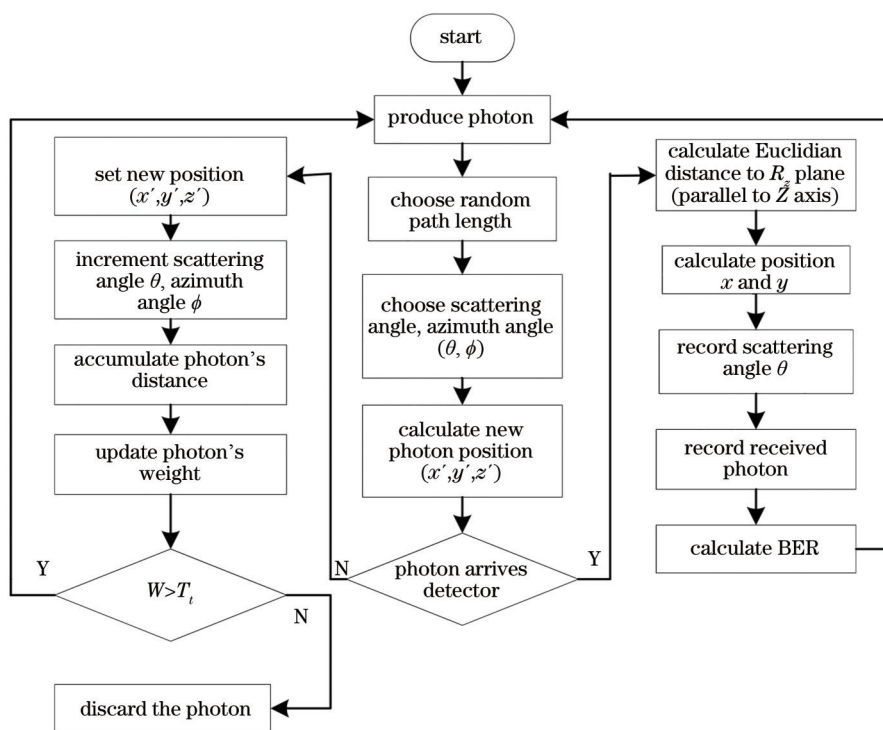 start
produce photon
set new position
(x′,y′,z′)
increment scattering
angle θ, azimuth
angle ϕ
accumulate photon's
distance
update photon's
weight
Y
W>T_t
N
discard the photon
choose random
path length
choose scattering
angle, azimuth angle
(θ, ϕ)
calculate new
photon position
(x′,y′,z′)
N
photon arrives
detector
Y
calculate Euclidian
distance to R_z plane
(parallel to Z axis)
calculate position
x and y
record scattering
angle θ
record received
photon
calculate BER